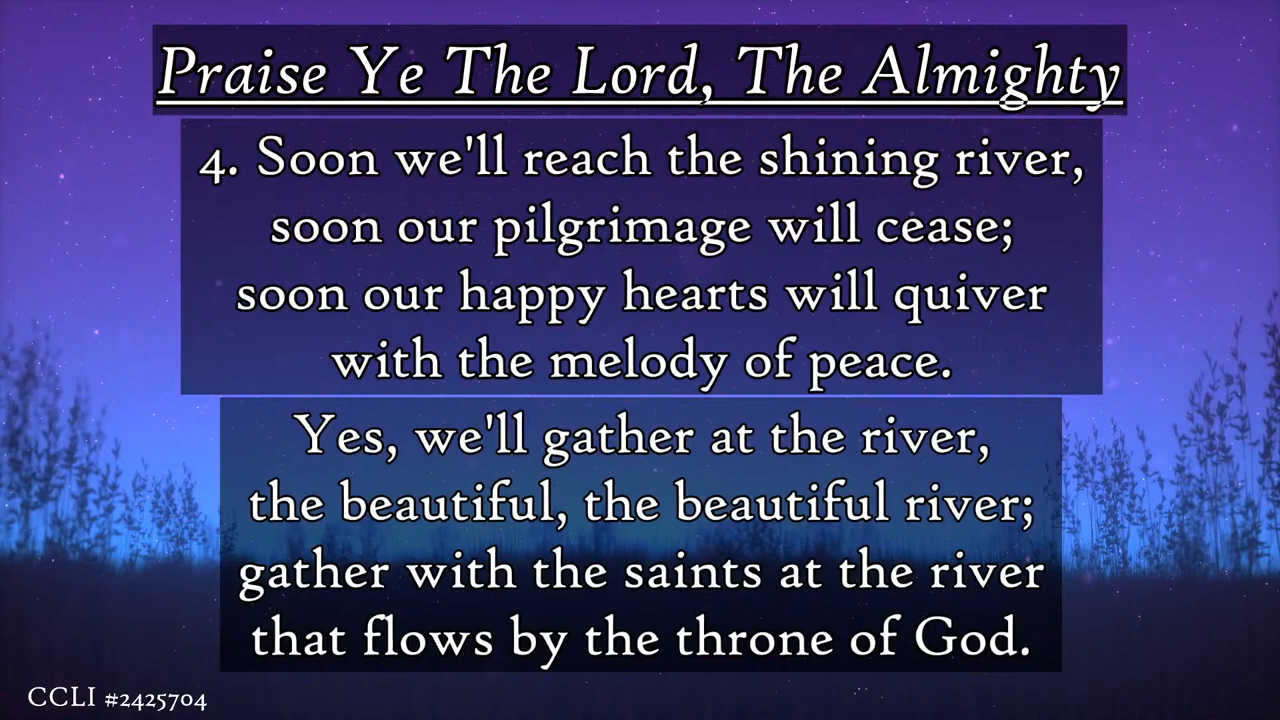 Praise Ye The Lord, The Almighty
4. Soon we'll reach the shining river,
soon our pilgrimage will cease;
soon our happy hearts will quiver
with the melody of peace.
Yes, we'll gather at the river,
the beautiful, the beautiful river;
gather with the saints at the river
that flows by the throne of God.
CCLI #2425704